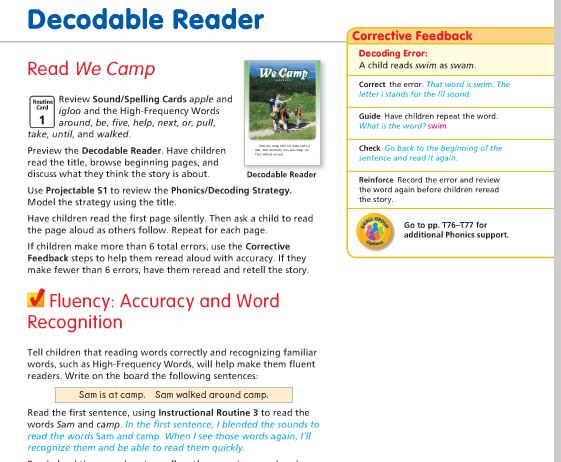 Decodable Reader
Read We Camp
Routine
Card
1
Review Sound/Spelling Cards apple and
igloo and the High-Frequency Words
around, be, five, help, next, or, pull,
take, until, and walked.
Preview the Decodable Reader. Have children
read the title, browse beginning pages, and
discuss what they think the story is about.
We Camp
Decodable Reader
Use Projectable S1 to review the Phonics/Decoding Strategy.
Model the strategy using the title.
Have children read the first page silently. Then ask a child to read
the page aloud as others follow. Repeat for each page.
If children make more than 6 total errors, use the Corrective
Feedback steps to help them reread aloud with accuracy. If they
make fewer than 6 errors, have them reread and retell the story.
Fluency: Accuracy and Word
Recognition
Tell children that reading words correctly and recognizing familiar
words, such as High-Frequency Words, will help make them fluent
readers. Write on the board the following sentences:
Sam is at camp. Sam walked around camp.
Read the first sentence, using Instructional Routine 3 to read the
words Sam and camp. In the first sentence, I blended the sounds to
read the words Sam and camp. When I see those words again, I'll
recognize them and be able to read them quickly.
Corrective Feedback
Decoding Error:
A child reads swim as swam.
Correct the error. That word is swim. The
letter i stands for the /ĭ/ sound.
Guide Have children repeat the word.
What is the word? swim
Check Go back to the beginning of the
sentence and read it again.
Reinforce Record the error and review
the word again before children reread
the story.
SMALL GROUP
Options
Go to pp. T76–T77 for
additional Phonics support.